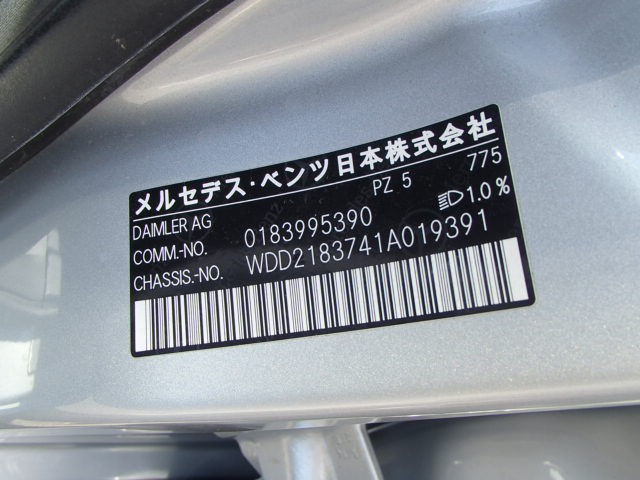 メルセデス・ベンツ日本株式会社
DAIMLER AG PZ 5 775
COMM.-NO. 0183995390 1.0%
CHASSIS.-NO. WDD2183741A019391